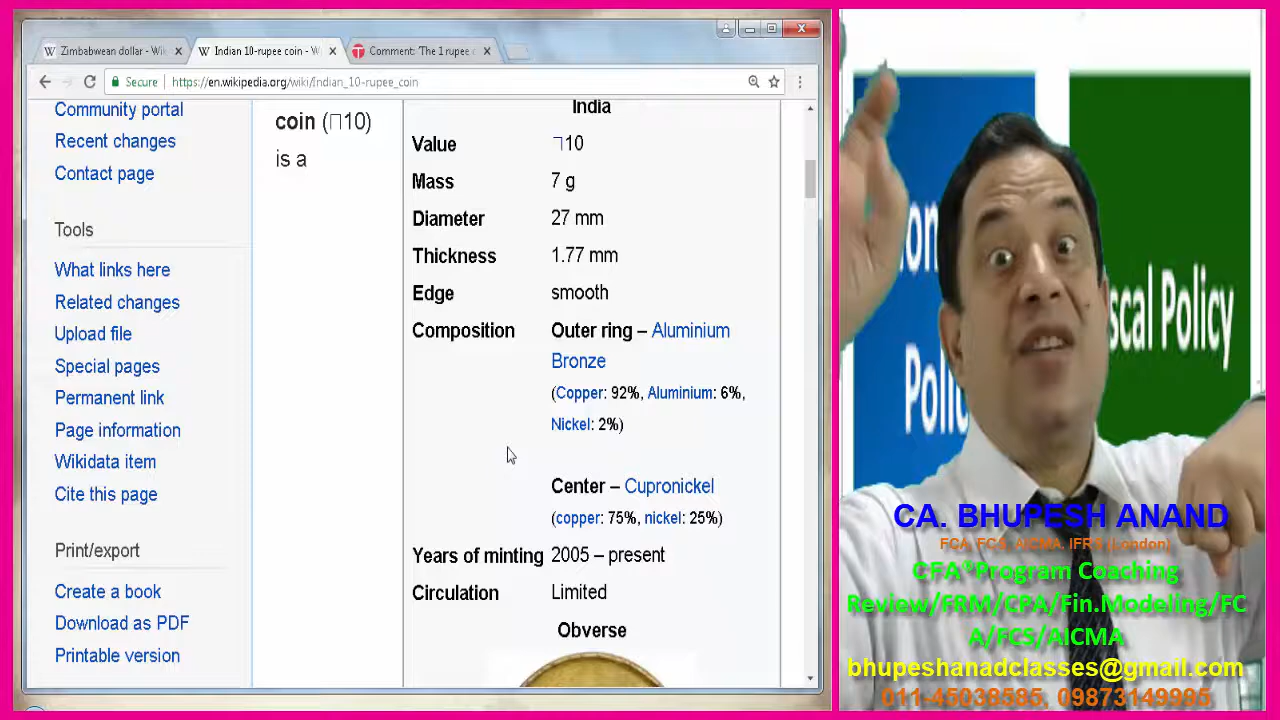 Zimbabwean dollar - Wi
Indian 10-rupee coin - W
Comment: 'The 1 rupee
Secure
https://en.wikipedia.org/wiki/Indian_10-rupee_coin
Community portal
Recent changes
Contact page
Tools
What links here
Related changes
Upload file
Special pages
Permanent link
Page information
Wikidata item
Cite this page
Print/export
Create a book
Download as PDF
Printable version
coin (10)
is a
India
Value 10
Mass 7 g
Diameter 27 mm
Thickness 1.77 mm
Edge smooth
Composition Outer ring – Aluminium
Bronze
(Copper: 92%, Aluminium: 6%,
Nickel: 2%)
Center – Cupronickel
(copper: 75%, nickel: 25%)
Years of minting 2005 – present
Circulation Limited
Obverse
Policy
CA. BHUPESH ANAND
FCA, FCS, AICMA, IFRS (London)
CFA®Program Coaching
Review/FRM/CPA/Fin.Modeling/FC
A/FCS/AICMA
bhupeshanadclasses@gmail.com
011-45038585, 09873149995